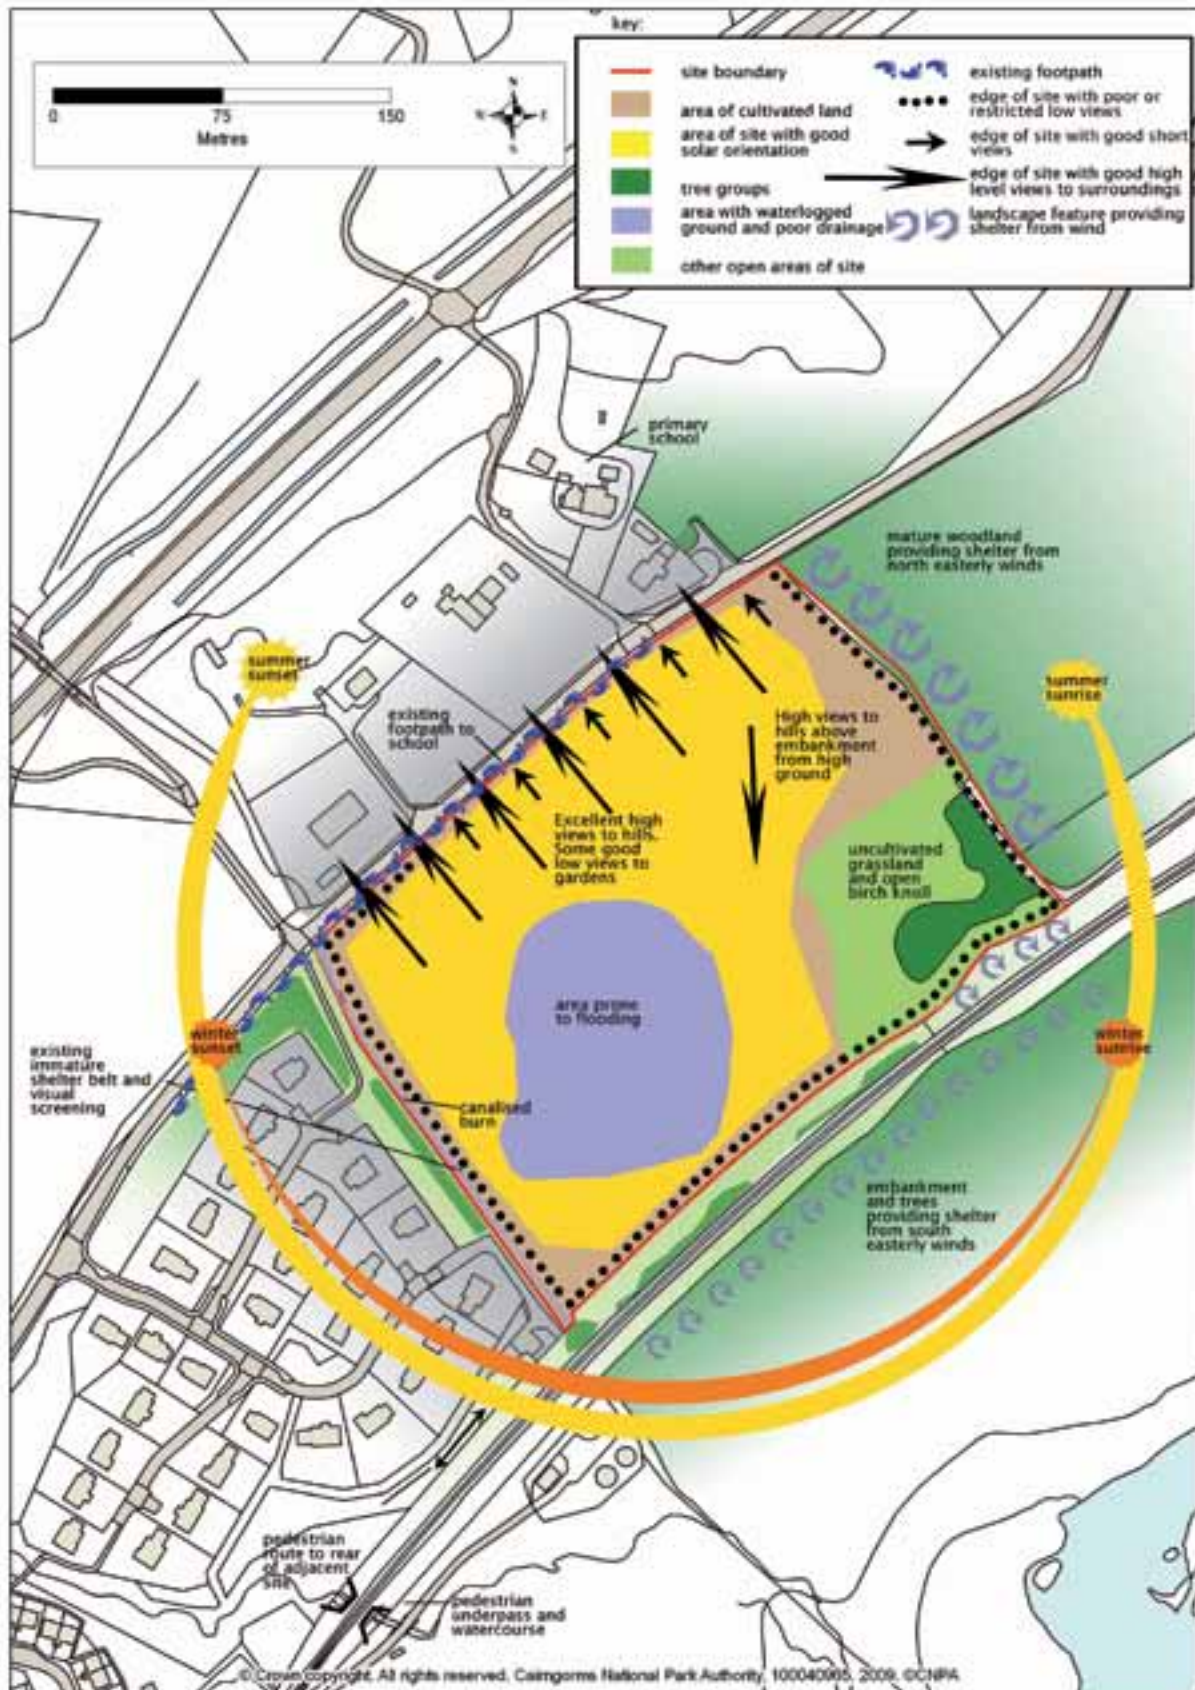 key:
site boundary
area of cultivated land
area of site with good
solar orientation
tree groups
area with waterlogged
ground and poor drainage
other open areas of site
existing footpath
edge of site with poor or
restricted low views
edge of site with good short
views
edge of site with good high
level views to surroundings
landscape feature providing
shelter from wind
0 75 150
Metres
N
W E
S
primary
school
mature woodland
providing shelter from
north easterly winds
summer
sunset
summer
sunrise
existing
footpath to
school
High views to
hills above
embankment
from high
ground
Excellent high
views to hills.
Some good
low views to
gardens
uncultivated
grassland
and open
birch knoll
area prone
to flooding
winter
sunset
winter
sunrise
existing
immature
shelter belt and
visual
screening
canalised
burn
embankment
and trees
providing shelter
from south
easterly winds
pedestrian
route to rear
of adjacent
site
pedestrian
underpass and
watercourse
© Crown copyright. All rights reserved. Cairngorms National Park Authority, 100040965, 2009, ©CNPA